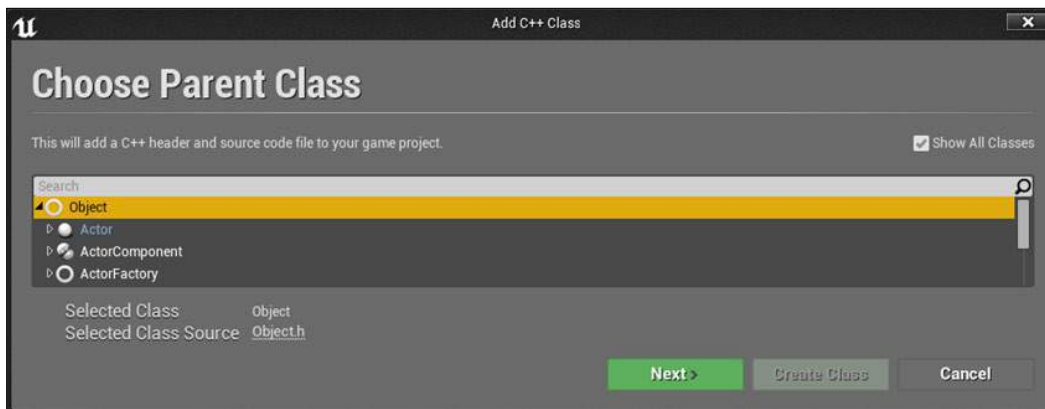 Add C++ Class
Choose Parent Class
This will add a C++ header and source code file to your game project.
Show All Classes
Search
Object
Actor
ActorComponent
ActorFactory
Selected Class Object
Selected Class Source Object.h
Next>
Create Class
Cancel